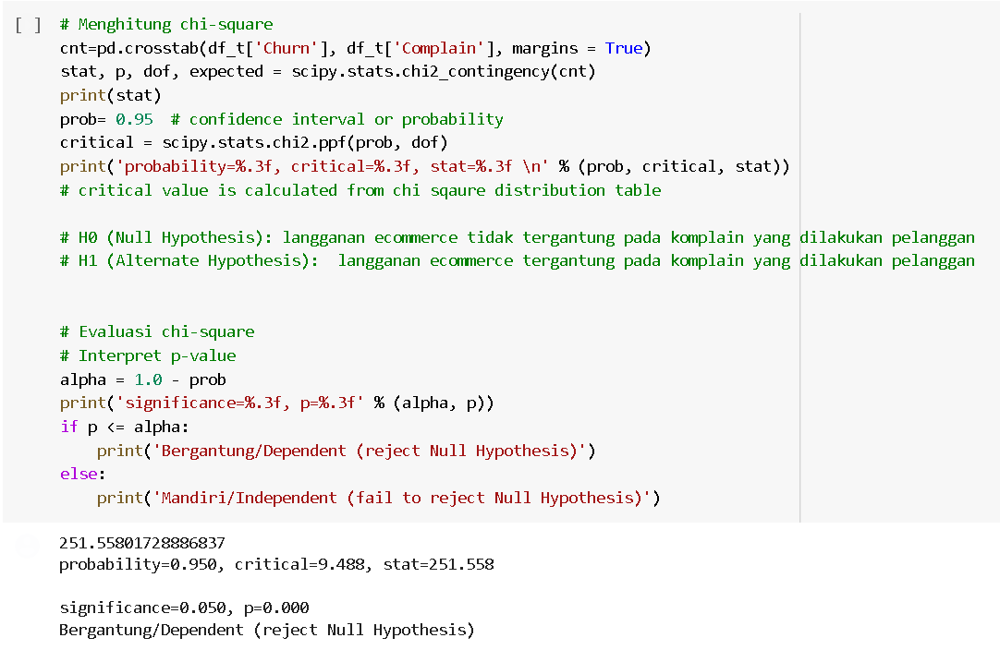 [ ] # Menghitung chi-square
cnt=pd.crosstab(df_t['Churn'], df_t['Complain'], margins = True)
stat, p, dof, expected = scipy.stats.chi2_contingency(cnt)
print(stat)
prob= 0.95  # confidence interval or probability
critical = scipy.stats.chi2.ppf(prob, dof)
print('probability=%.3f, critical=%.3f, stat=%.3f \n' % (prob, critical, stat))
# critical value is calculated from chi sqaure distribution table
# H0 (Null Hypothesis): langganan ecommerce tidak tergantung pada komplain yang dilakukan pelanggan
# H1 (Alternate Hypothesis):  langganan ecommerce tergantung pada komplain yang dilakukan pelanggan
# Evaluasi chi-square
# Interpret p-value
alpha = 1.0 - prob
print('significance=%.3f, p=%.3f' % (alpha, p))
if p <= alpha:
    print('Bergantung/Dependent (reject Null Hypothesis)')
else:
    print('Mandiri/Independent (fail to reject Null Hypothesis)')
251.55801728886837
probability=0.950, critical=9.488, stat=251.558
significance=0.050, p=0.000
Bergantung/Dependent (reject Null Hypothesis)